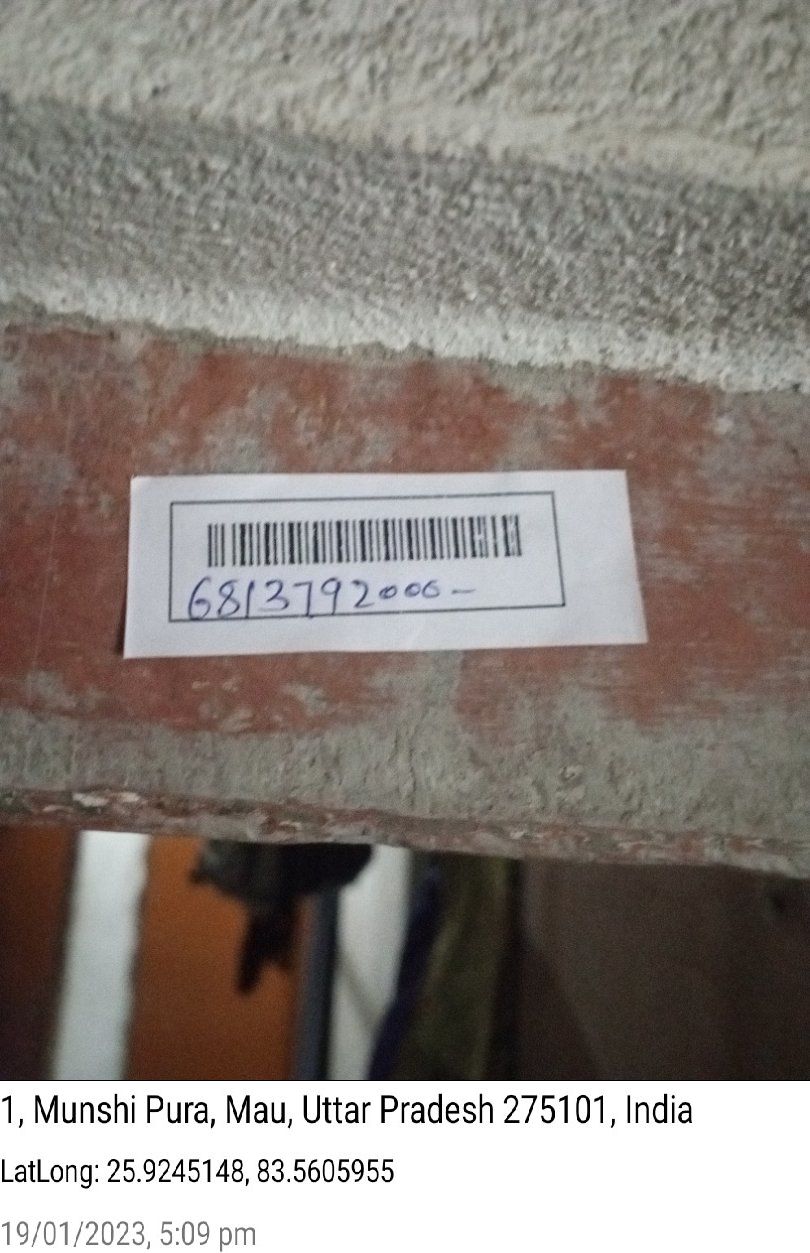 6813792000-
1, Munshi Pura, Mau, Uttar Pradesh 275101, India
LatLong: 25.9245148, 83.5605955
19/01/2023, 5:09 pm